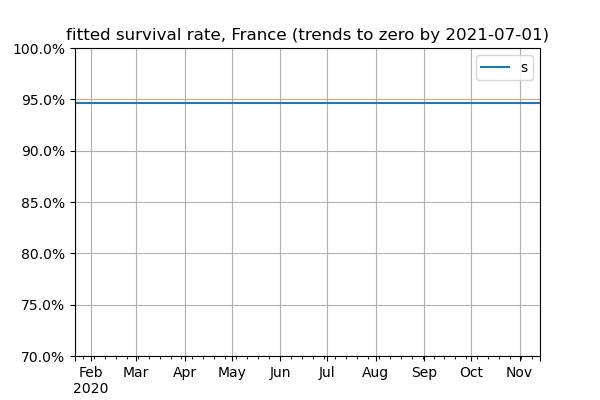 fitted survival rate, France (trends to zero by 2021-07-01)
100.0%
s
95.0%
90.0%
85.0%
80.0%
75.0%
70.0%
Feb Mar Apr May Jun Jul Aug Sep Oct Nov
2020